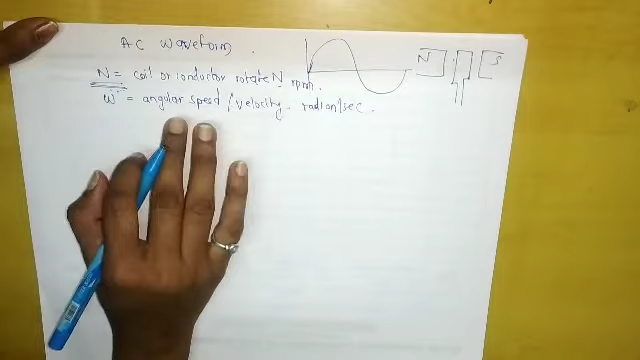 AC waveform.
N S
N = coil or conductor rotate N rpm.
ω = angular speed / velocity. radian/sec.